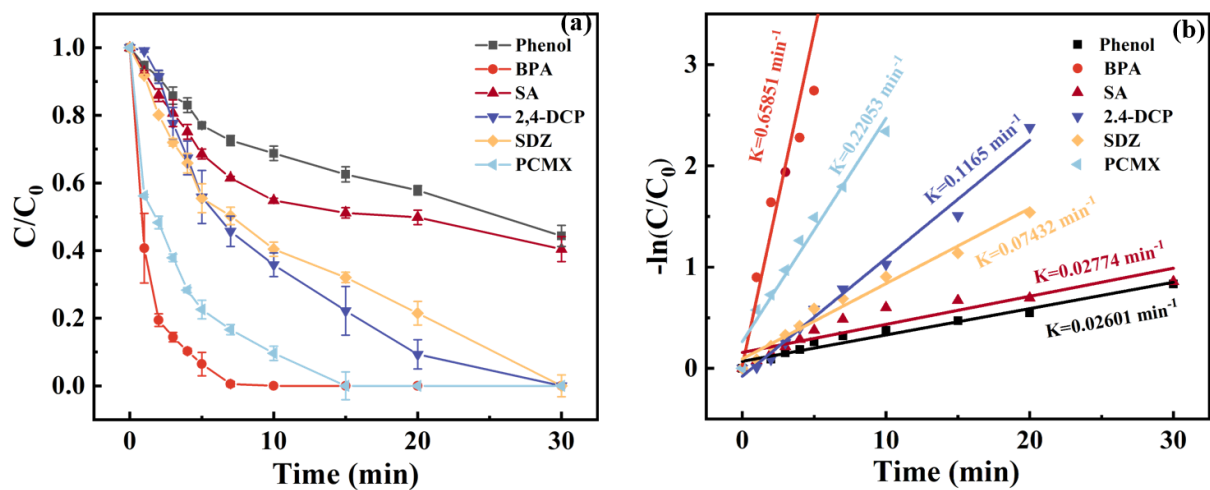 (a)
1.0
0.8
0.6
0.4
0.2
0.0
C/C₀
Phenol
BPA
SA
2,4-DCP
SDZ
PCMX
0
10
20
30
Time (min)
(b)
3
2
1
0
-ln(C/C₀)
Phenol
BPA
SA
2,4-DCP
SDZ
PCMX
K=0.65851 min⁻¹
K=0.22053 min⁻¹
K=0.1165 min⁻¹
K=0.07432 min⁻¹
K=0.02774 min⁻¹
K=0.02601 min⁻¹
0
10
20
30
Time (min)